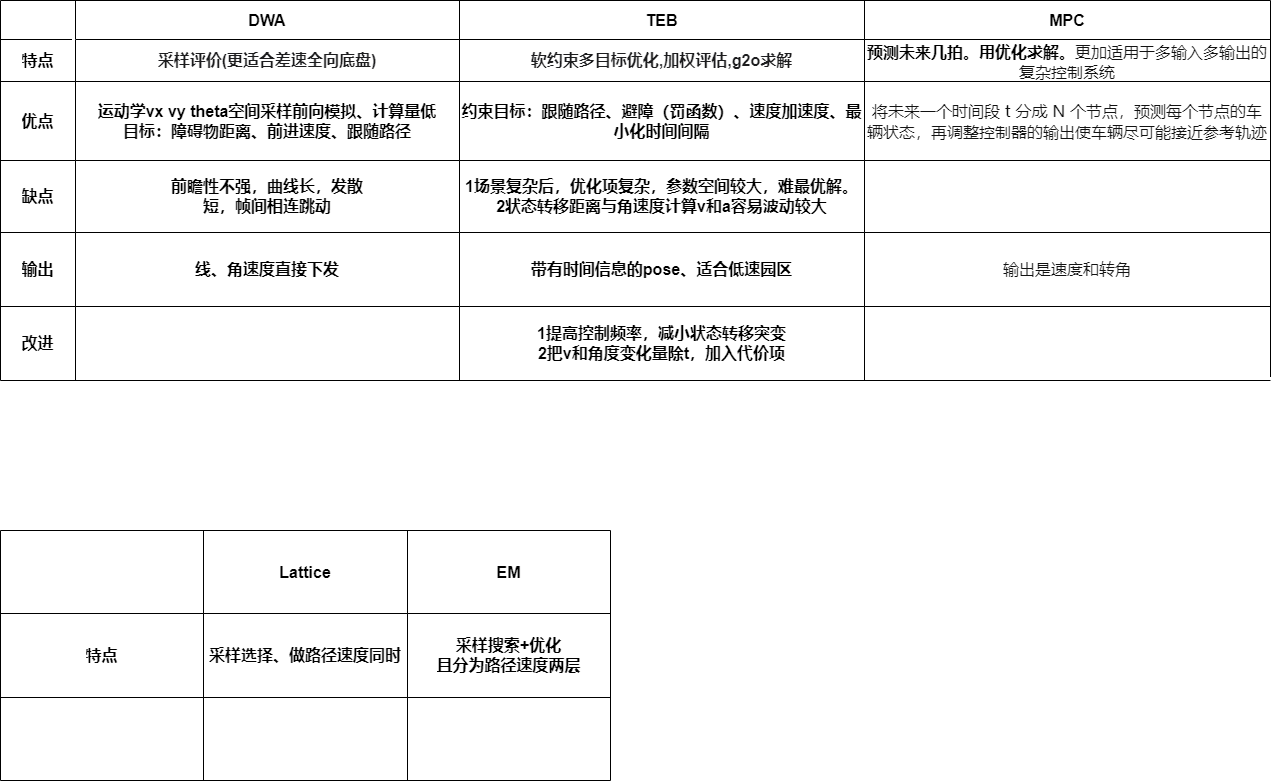 DWA
TEB
MPC
特点
采样评价(更适合差速全向底盘)
软约束多目标优化,加权评估,g2o求解
预测未来几拍。用优化求解。更加适用于多输入多输出的
复杂控制系统
优点
运动学vx vy theta空间采样前向模拟、计算量低
目标：障碍物距离、前进速度、跟随路径
约束目标：跟随路径、避障（罚函数）、速度加速度、最
小化时间间隔
将未来一个时间段 t 分成 N 个节点，预测每个节点的车
辆状态，再调整控制器的输出使车辆尽可能接近参考轨迹
缺点
前瞻性不强，曲线长，发散
短，帧间相连跳动
1场景复杂后，优化项复杂，参数空间较大，难最优解。
2状态转移距离与角速度计算v和a容易波动较大
输出
线、角速度直接下发
带有时间信息的pose、适合低速园区
输出是速度和转角
改进
1提高控制频率，减小状态转移突变
2把v和角度变化量除t，加入代价项
Lattice
EM
特点
采样选择、做路径速度同时
采样搜索+优化
且分为路径速度两层